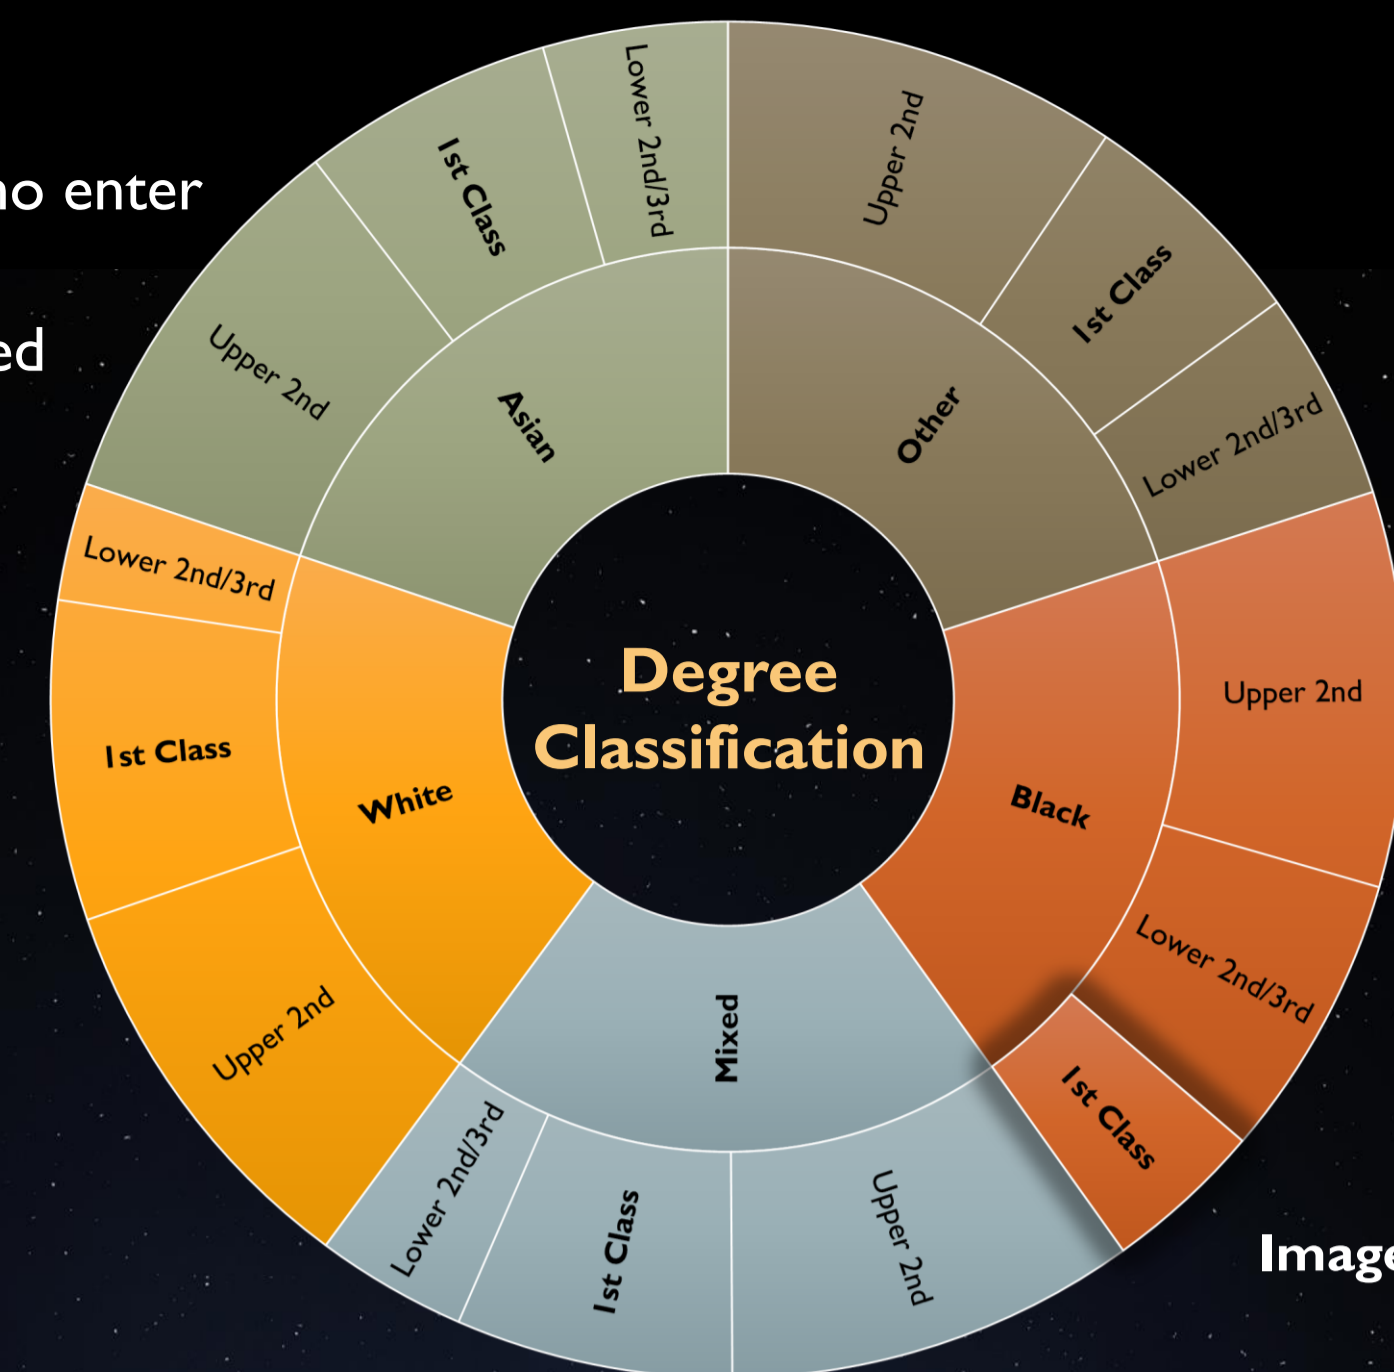 no enter
ed
Degree
Classification
Other
Upper 2nd
1st Class
Lower 2nd/3rd
Black
Upper 2nd
Lower 2nd/3rd
1st Class
Mixed
Upper 2nd
1st Class
Lower 2nd/3rd
White
Upper 2nd
1st Class
Lower 2nd/3rd
Asian
Upper 2nd
1st Class
Lower 2nd/3rd
Image